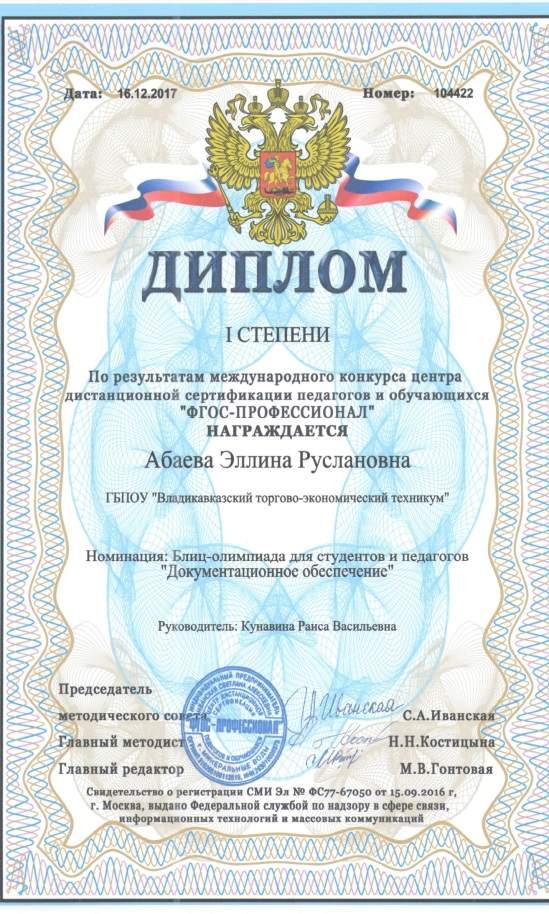 Дата: 16.12.2017 Номер: 104422
ДИПЛОМ
I СТЕПЕНИ
По результатам международного конкурса центра
дистанционной сертификации педагогов и обучающихся
"ФГОС-ПРОФЕССИОНАЛ"
НАГРАЖДАЕТСЯ
Абаева Эллина Руслановна
ГБПОУ "Владикавказский торгово-экономический техникум"
Номинация: Блиц-олимпиада для студентов и педагогов
"Документационное обеспечение"
Руководитель: Кунавина Раиса Васильевна
Председатель
методического совета С.А.Иванская
Главный методист Н.Н.Костицына
Главный редактор М.В.Гонтовая
"ФГОС-ПРОФЕССИОНАЛ"
Свидетельство о регистрации СМИ Эл № ФС77-67050 от 15.09.2016 г,
г. Москва, выдано Федеральной службой по надзору в сфере связи,
информационных технологий и массовых коммуникаций